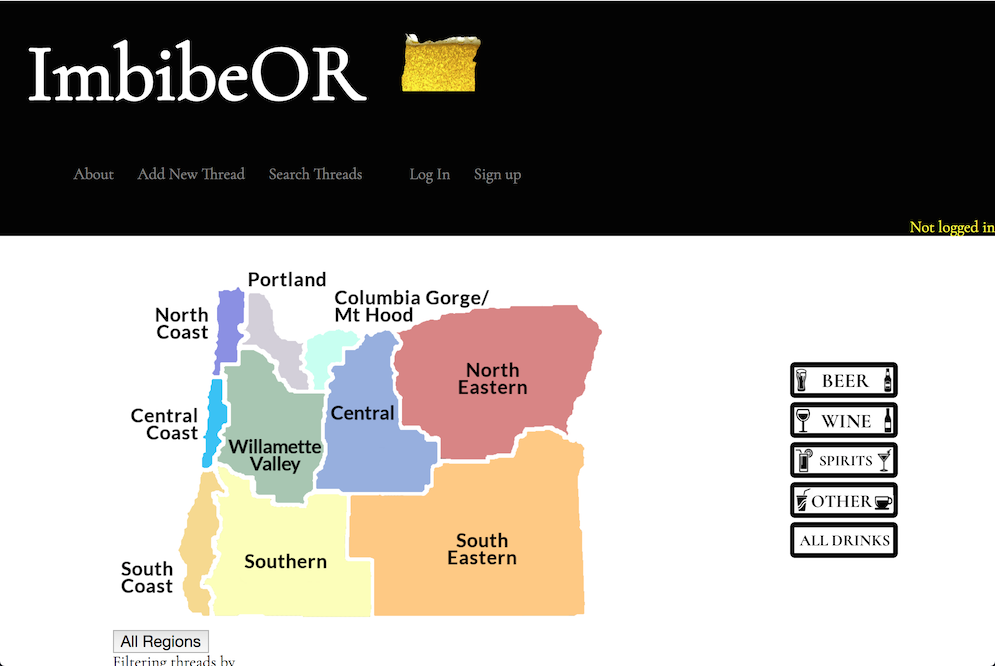 ImbibeOR
About Add New Thread Search Threads Log In Sign up
Not logged in
Portland
Columbia Gorge/
Mt Hood
North
Coast
North
Eastern
Central
Central
Coast
Willamette
Valley
South
Eastern
Southern
South
Coast
BEER
WINE
SPIRITS
OTHER
ALL DRINKS
All Regions
Filtering threads by